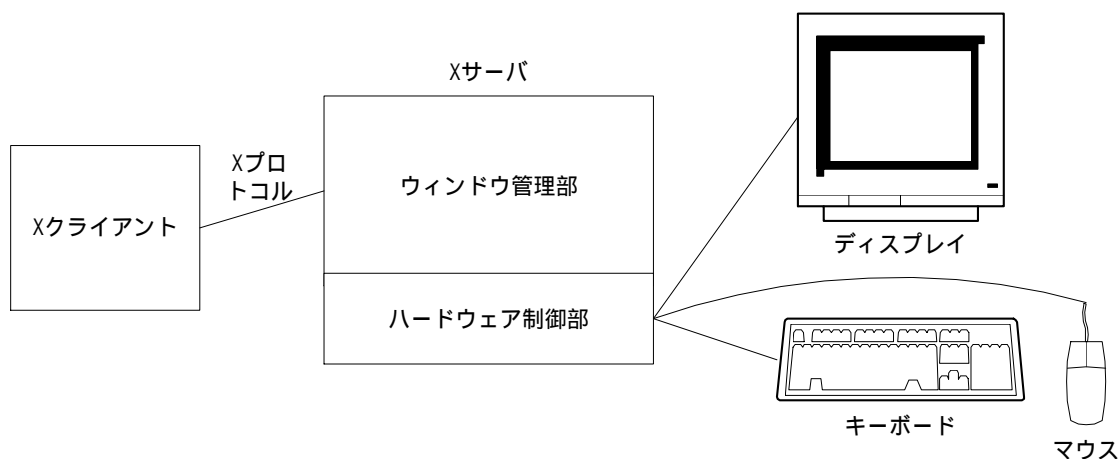 Xサーバ
Xプロ
トコル
ウィンドウ管理部
Xクライアント
ディスプレイ
ハードウェア制御部
キーボード
マウス